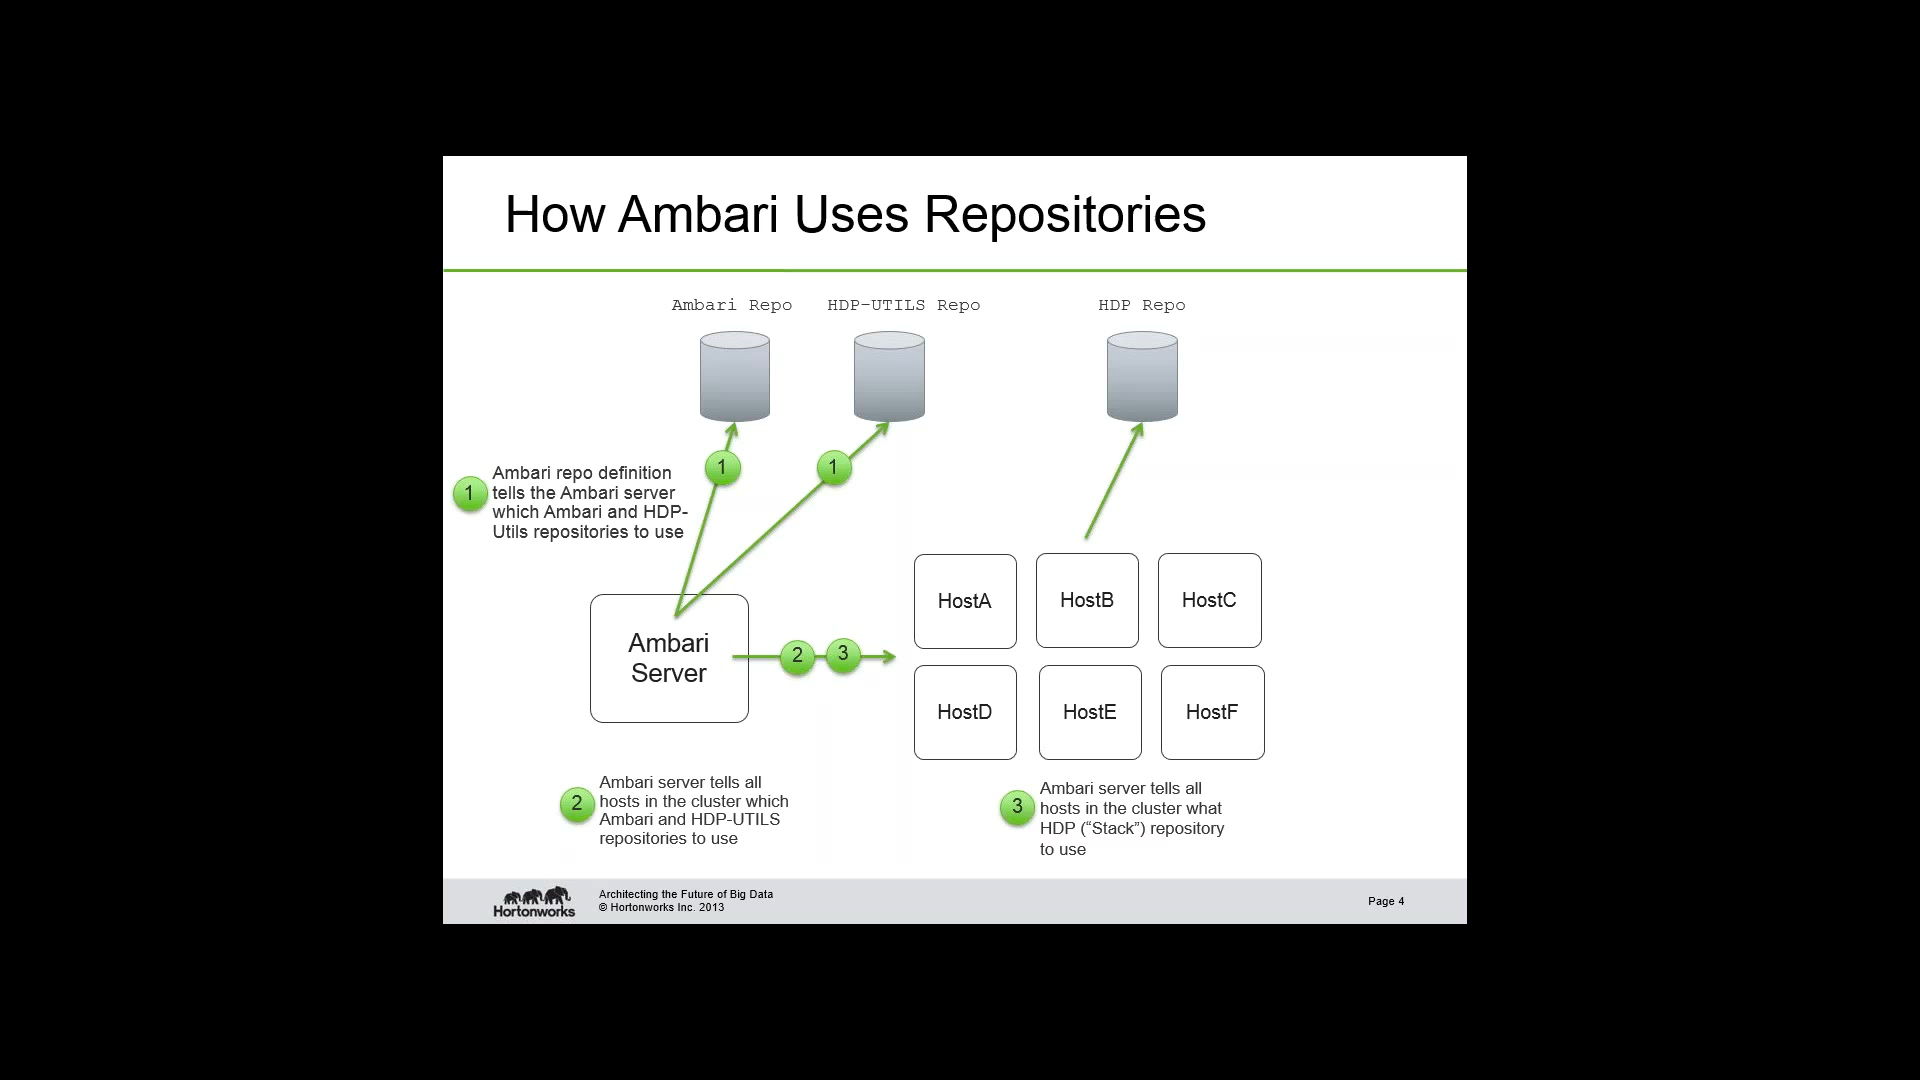 How Ambari Uses Repositories
Ambari Repo
HDP-UTILS Repo
HDP Repo
1
1
1
Ambari repo definition
tells the Ambari server
which Ambari and HDP-
Utils repositories to use
HostA
HostB
HostC
Ambari
Server
2
3
HostD
HostE
HostF
2
Ambari server tells all
hosts in the cluster which
Ambari and HDP-UTILS
repositories to use
3
Ambari server tells all
hosts in the cluster what
HDP (“Stack”) repository
to use
Hortonworks
Architecting the Future of Big Data
© Hortonworks Inc. 2013
Page 4